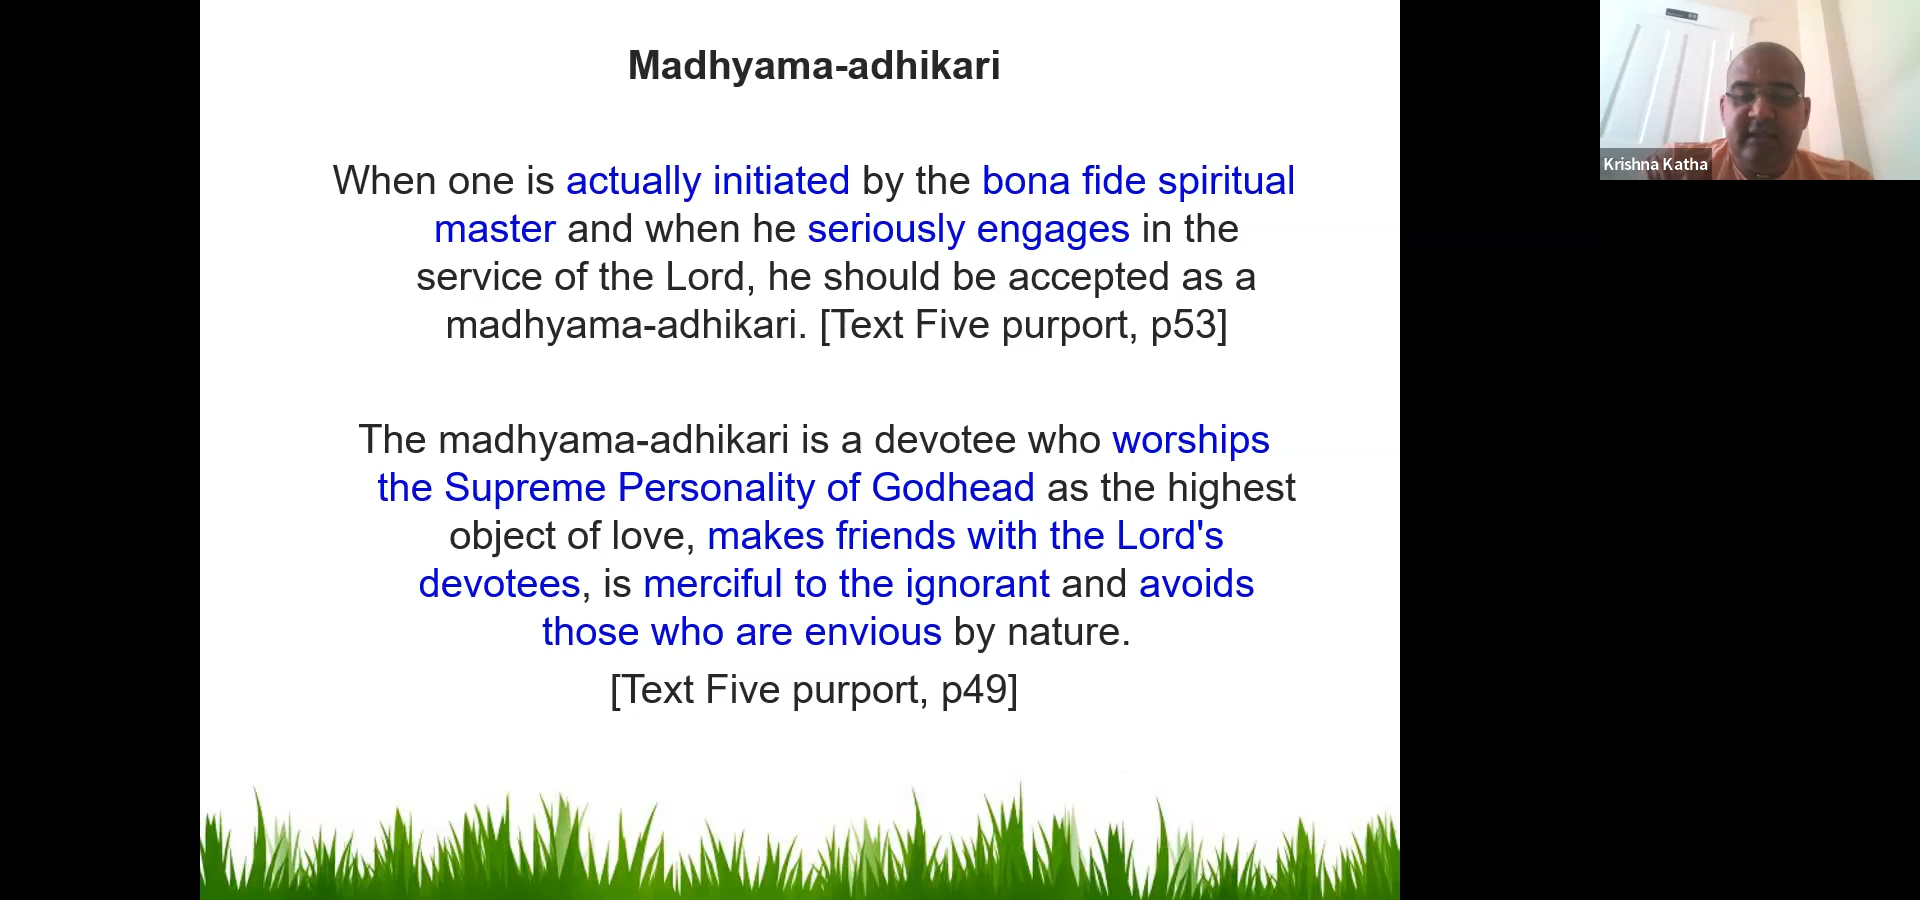 Madhyama-adhikari
When one is actually initiated by the bona fide spiritual
master and when he seriously engages in the
service of the Lord, he should be accepted as a
madhyama-adhikari. [Text Five purport, p53]
The madhyama-adhikari is a devotee who worships
the Supreme Personality of Godhead as the highest
object of love, makes friends with the Lord's
devotees, is merciful to the ignorant and avoids
those who are envious by nature.
[Text Five purport, p49]
Krishna Katha